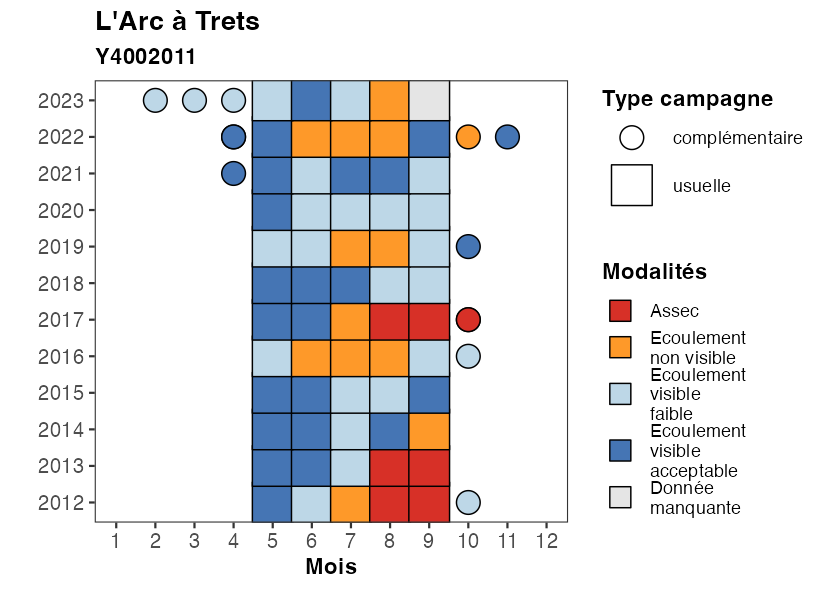 L'Arc à Trets
Y4002011
2023
2022
2021
2020
2019
2018
2017
2016
2015
2014
2013
2012
1 2 3 4 5 6 7 8 9 10 11 12
Mois
Type campagne
complémentaire
usuelle
Modalités
Assec
Ecoulement
non visible
Ecoulement
visible
faible
Ecoulement
visible
acceptable
Donnée
manquante